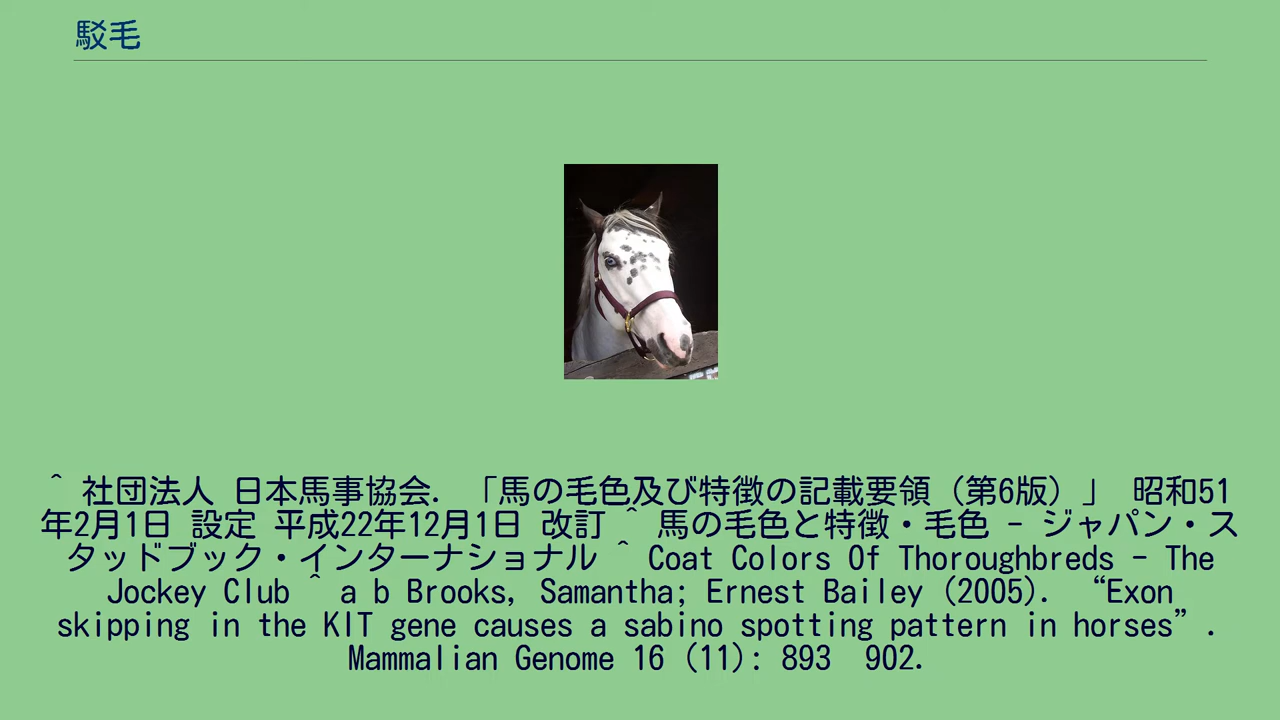 駁毛
^ 社団法人 日本馬事協会. 「馬の毛色及び特徴の記載要領（第6版）」 昭和51
年2月1日 設定 平成22年12月1日 改訂 ^ 馬の毛色と特徴・毛色 - ジャパン・ス
タッドブック・インターナショナル ^ Coat Colors Of Thoroughbreds - The
Jockey Club ^ a b Brooks, Samantha; Ernest Bailey (2005). “Exon
skipping in the KIT gene causes a sabino spotting pattern in horses”.
Mammalian Genome 16 (11): 893 902.